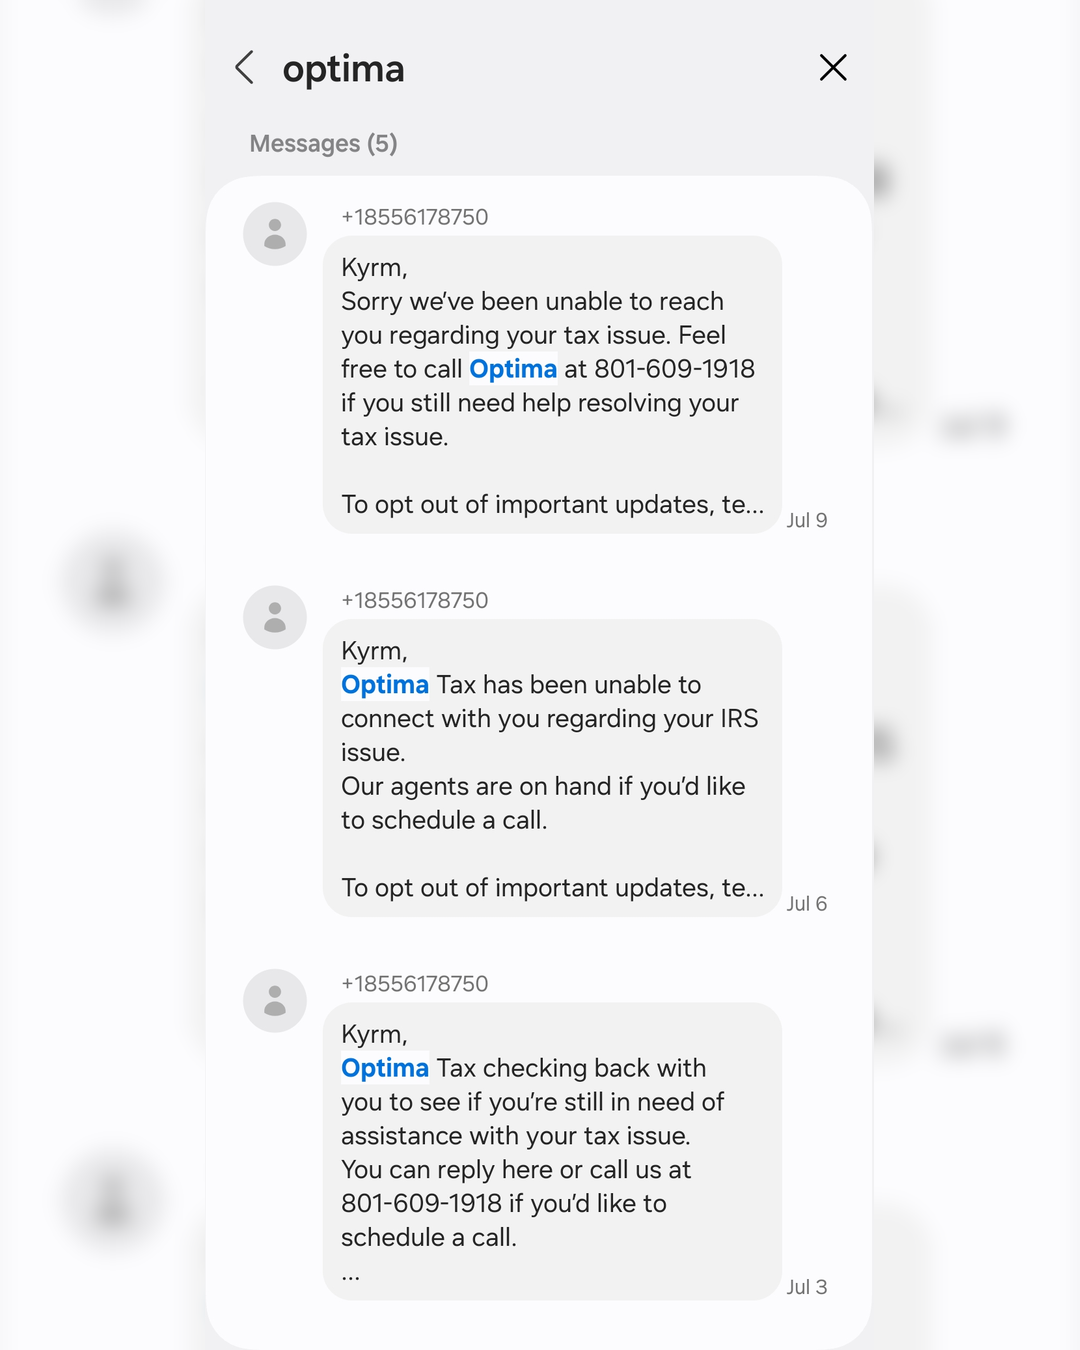 optima
Messages (5)
+18556178750
Kyrm,
Sorry we've been unable to reach
you regarding your tax issue. Feel
free to call Optima at 801-609-1918
if you still need help resolving your
tax issue.
To opt out of important updates, te...
Jul 9
+18556178750
Kyrm,
Optima Tax has been unable to
connect with you regarding your IRS
issue.
Our agents are on hand if you'd like
to schedule a call.
To opt out of important updates, te...
Jul 6
+18556178750
Kyrm,
Optima Tax checking back with
you to see if you're still in need of
assistance with your tax issue.
You can reply here or call us at
801-609-1918 if you'd like to
schedule a call.
...
Jul 3